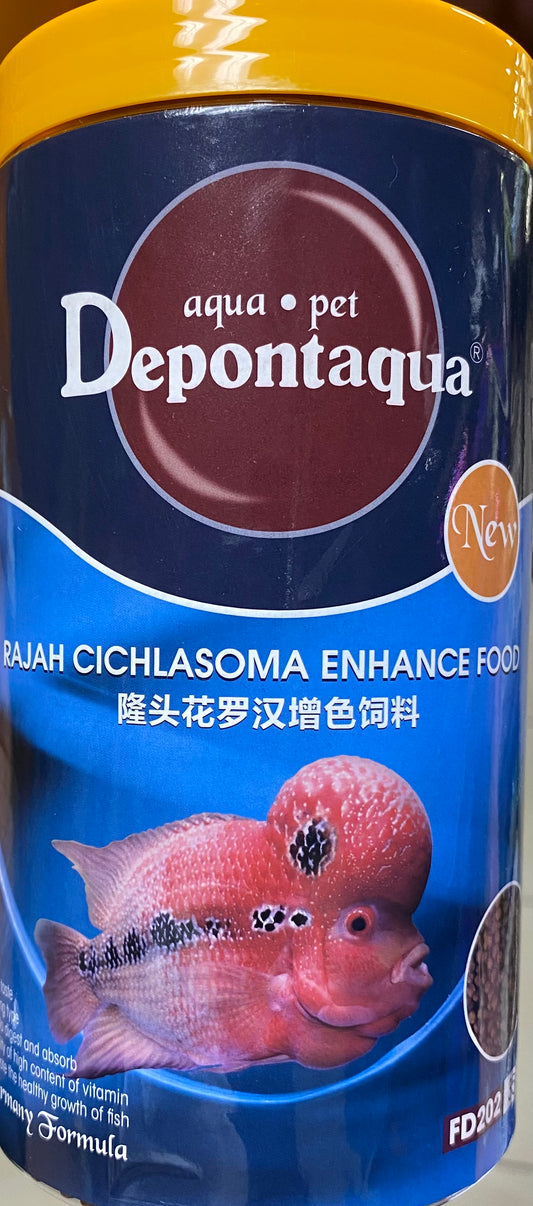 aqua • pet
Depontaqua®
New
RAJAH CICHLASOMA ENHANCE FOOD
隆头花罗汉增色饲料
taste
digest and absorb
of high content of vitamin
the healthy growth of fish
Formula
FD202